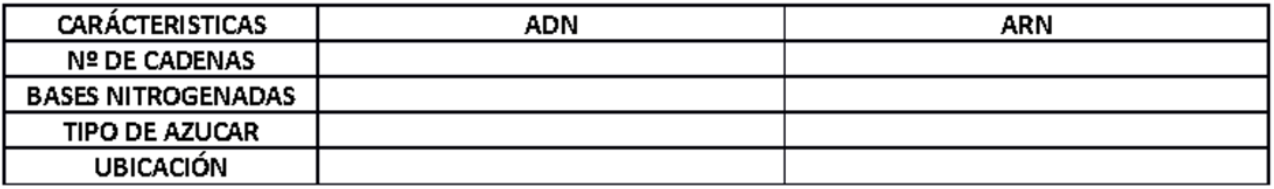 CARÁCTERISTICAS ADN ARN
Nº DE CADENAS
BASES NITROGENADAS
TIPO DE AZUCAR
UBICACIÓN